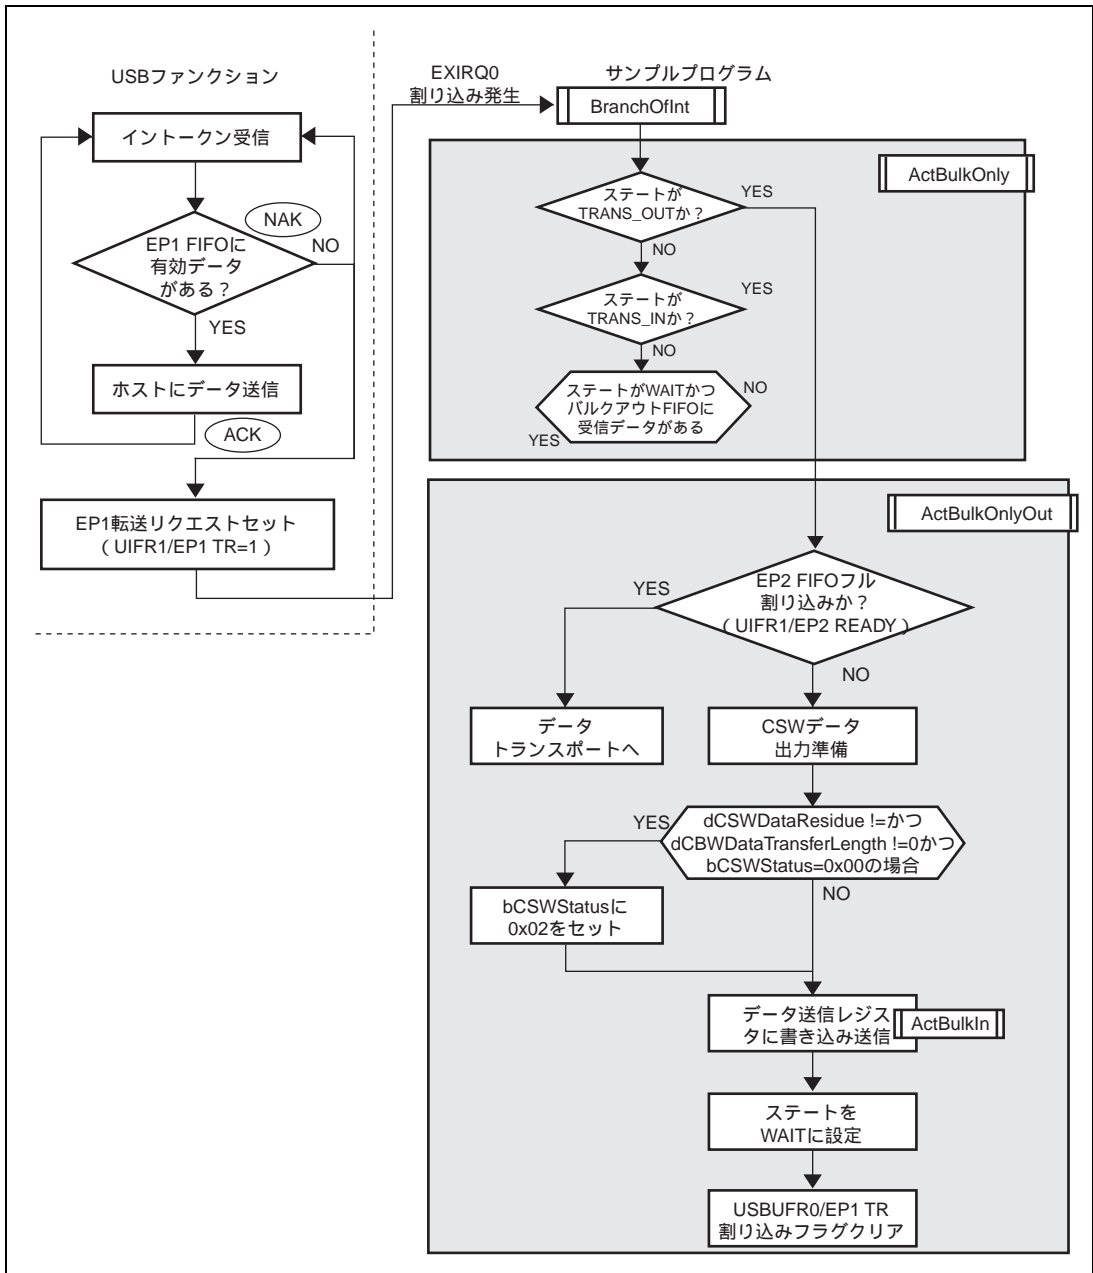 USBファンクション
イントークン受信
NAK
EP1 FIFOに
有効データ
がある？
NO
YES
ホストにデータ送信
ACK
EP1転送リクエストセット
（UIFR1/EP1 TR=1）
EXIRQ0
割り込み発生
サンプルプログラム
BranchOfInt
ActBulkOnly
ステートが
TRANS_OUTか？
YES
NO
ステートが
TRANS_INか？
YES
NO
ステートがWAITかつ
バルクアウトFIFOに
受信データがある
NO
YES
ActBulkOnlyOut
EP2 FIFOフル
割り込みか？
（UIFR1/EP2 READY）
YES
NO
データ
トランスポートへ
CSWデータ
出力準備
dCSWDataResidue !=かつ
dCBWDataTransferLength !=0かつ
bCSWStatus=0x00の場合
YES
NO
bCSWStatusに
0x02をセット
データ送信レジス
タに書き込み送信
ActBulkIn
ステートを
WAITに設定
USBUFR0/EP1 TR
割り込みフラグクリア